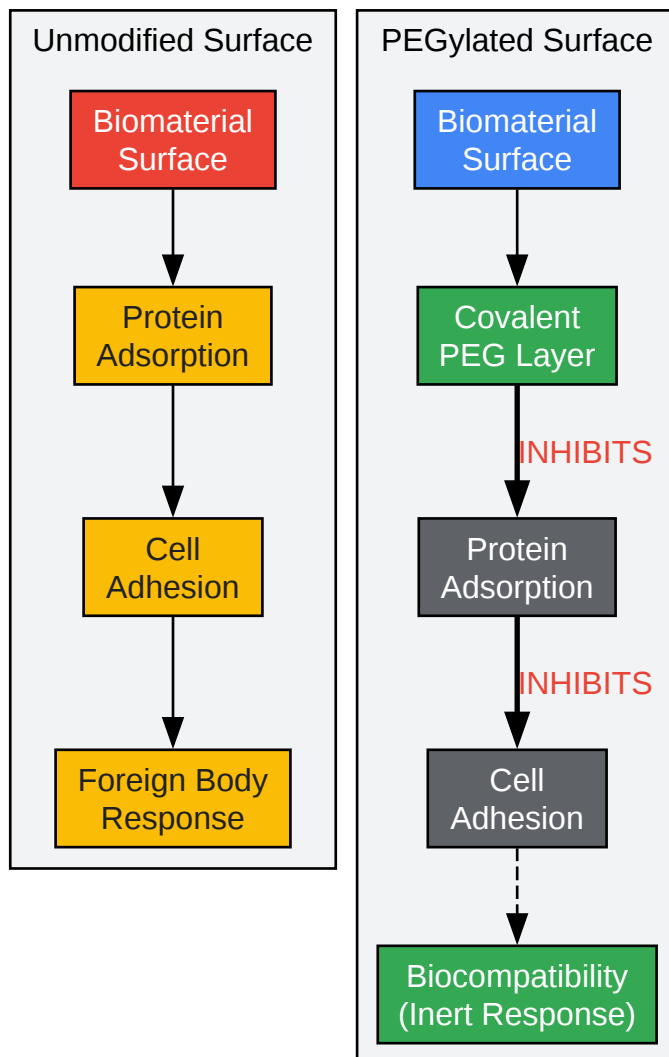 Unmodified Surface
Biomaterial
Surface
Protein
Adsorption
Cell
Adhesion
Foreign Body
Response
PEGylated Surface
Biomaterial
Surface
Covalent
PEG Layer
INHIBITS
Protein
Adsorption
INHIBITS
Cell
Adhesion
Biocompatibility
(Inert Response)